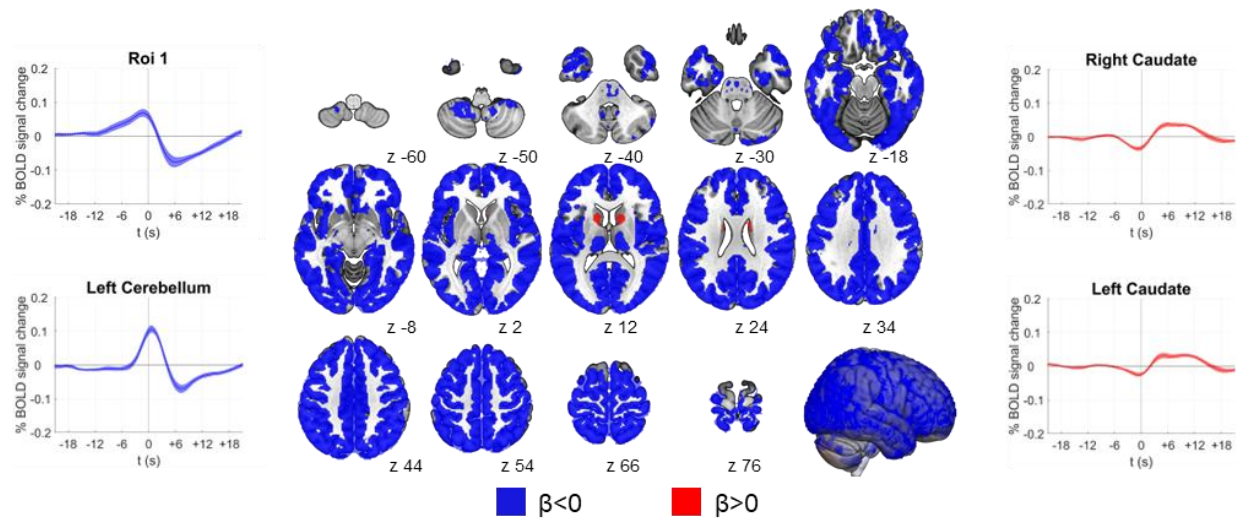 Roi 1
% BOLD signal change
0.2
0.1
0
-0.1
-0.2
-18 -12 -6 0 +6 +12 +18
t (s)
Left Cerebellum
% BOLD signal change
0.2
0.1
0
-0.1
-0.2
-18 -12 -6 0 +6 +12 +18
t (s)
z -60 z -50 z -40 z -30 z -18
z -8 z 2 z 12 z 24 z 34
z 44 z 54 z 66 z 76
β<0 β>0
Right Caudate
% BOLD signal change
0.2
0.1
0
-0.1
-0.2
-18 -12 -6 0 +6 +12 +18
t (s)
Left Caudate
% BOLD signal change
0.2
0.1
0
-0.1
-0.2
-18 -12 -6 0 +6 +12 +18
t (s)